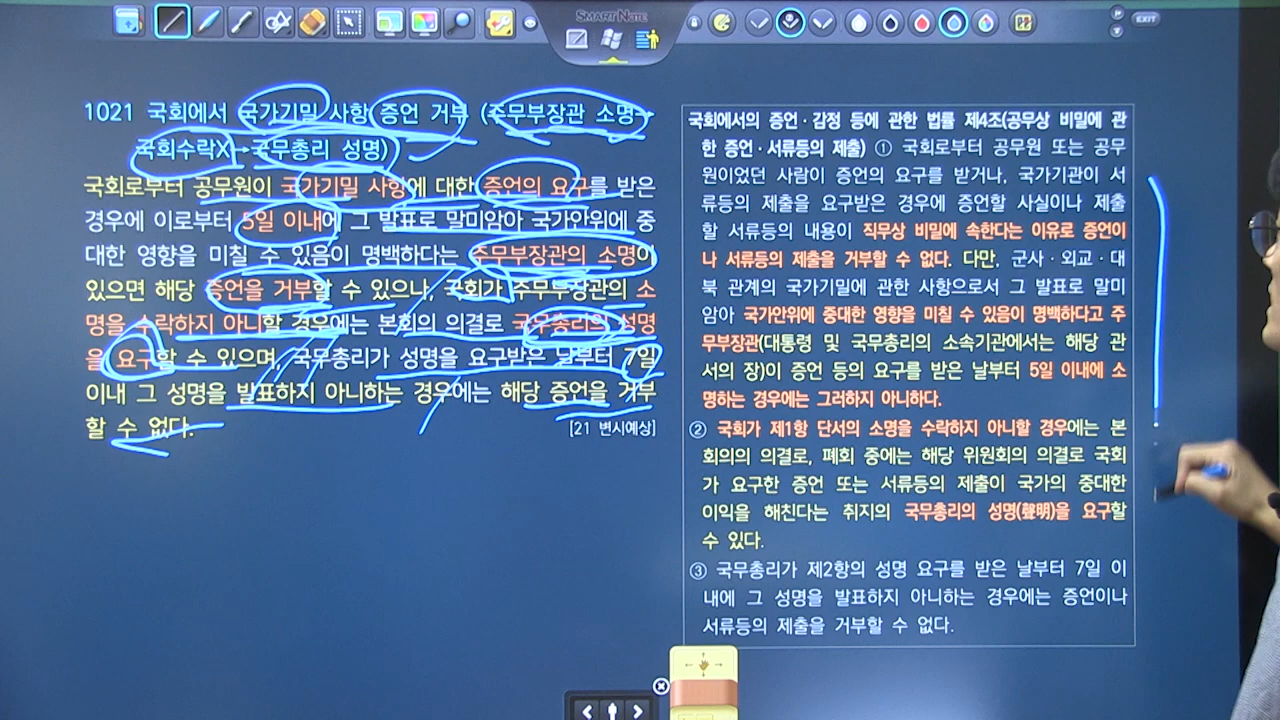 SMART NOTE
EXIT
1021 국회에서 국가기밀 사항 증언 거부 (주무부장관 소명→
국회수락X→국무총리 성명)
국회로부터 공무원이 국가기밀 사항에 대한 증언의 요구를 받은
경우에 이로부터 5일 이내에 그 발표로 말미암아 국가안위에 중
대한 영향을 미칠 수 있음이 명백하다는 주무부장관의 소명이
있으면 해당 증언을 거부할 수 있으나, 국회가 주무부장관의 소
명을 수락하지 아니할 경우에는 본회의 의결로 국무총리의 성명
을 요구할 수 있으며, 국무총리가 성명을 요구받은 날부터 7일
이내 그 성명을 발표하지 아니하는 경우에는 해당 증언을 거부
할 수 없다.
[21 변시예상]
국회에서의 증언·감정 등에 관한 법률 제4조(공무상 비밀에 관
한 증언·서류등의 제출) ① 국회로부터 공무원 또는 공무
원이었던 사람이 증언의 요구를 받거나, 국가기관이 서
류등의 제출을 요구받은 경우에 증언할 사실이나 제출
할 서류등의 내용이 직무상 비밀에 속한다는 이유로 증언이
나 서류등의 제출을 거부할 수 없다. 다만, 군사·외교·대
북 관계의 국가기밀에 관한 사항으로서 그 발표로 말미
암아 국가안위에 중대한 영향을 미칠 수 있음이 명백하다고 주
무부장관(대통령 및 국무총리의 소속기관에서는 해당 관
서의 장)이 증언 등의 요구를 받은 날부터 5일 이내에 소
명하는 경우에는 그러하지 아니하다.
② 국회가 제1항 단서의 소명을 수락하지 아니할 경우에는 본
회의의 의결로, 폐회 중에는 해당 위원회의 의결로 국회
가 요구한 증언 또는 서류등의 제출이 국가의 중대한
이익을 해친다는 취지의 국무총리의 성명(聲明)을 요구할
수 있다.
③ 국무총리가 제2항의 성명 요구를 받은 날부터 7일 이
내에 그 성명을 발표하지 아니하는 경우에는 증언이나
서류등의 제출을 거부할 수 없다.